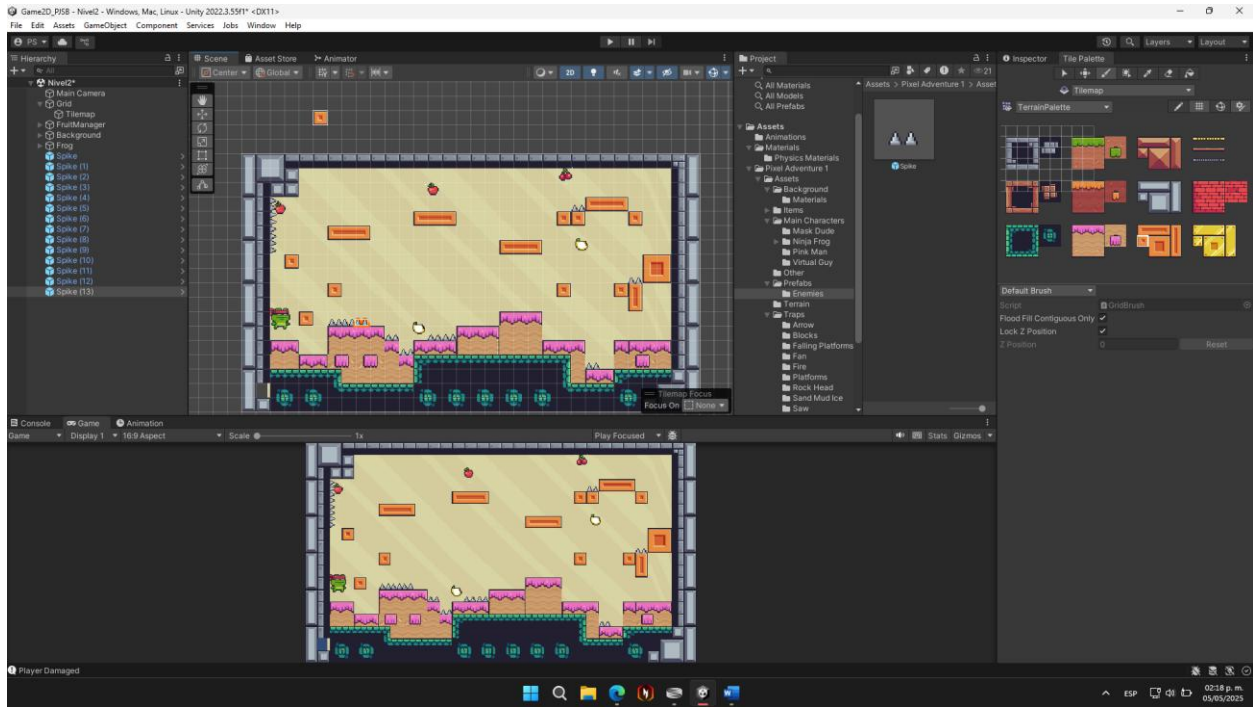 Game2D_PJSB - Nivel2 - Windows, Mac, Linux - Unity 2022.3.55f1* <DX11>
File Edit Assets GameObject Component Services Jobs Window Help
PS
Layers
Layout
Hierarchy
All
Nivel2*
Main Camera
Grid
Tilemap
FruitManager
Background
Frog
Spike
Spike (1)
Spike (2)
Spike (3)
Spike (4)
Spike (5)
Spike (6)
Spike (7)
Spike (8)
Spike (9)
Spike (10)
Spike (11)
Spike (12)
Spike (13)
Scene Asset Store Animator
Center Global
2D
Tilemap Focus
Focus On None
Project
21
All Materials
All Models
All Prefabs
Assets
Animations
Materials
Physics Materials
Pixel Adventure 1
Assets
Background
Materials
Items
Main Characters
Mask Dude
Ninja Frog
Pink Man
Virtual Guy
Other
Prefabs
Enemies
Terrain
Traps
Arrow
Blocks
Falling Platforms
Fan
Fire
Platforms
Rock Head
Sand Mud Ice
Saw
Assets > Pixel Adventure 1 > Asset
Spike
Inspector Tile Palette
Tilemap
TerrainPalette
Default Brush
Script GridBrush
Flood Fill Contiguous Only
Lock Z Position
Z Position 0 Reset
Console Game Animation
Game Display 1 16:9 Aspect Scale 1x Play Focused Stats Gizmos
Player Damaged
ESP
02:18 p. m.
05/05/2025